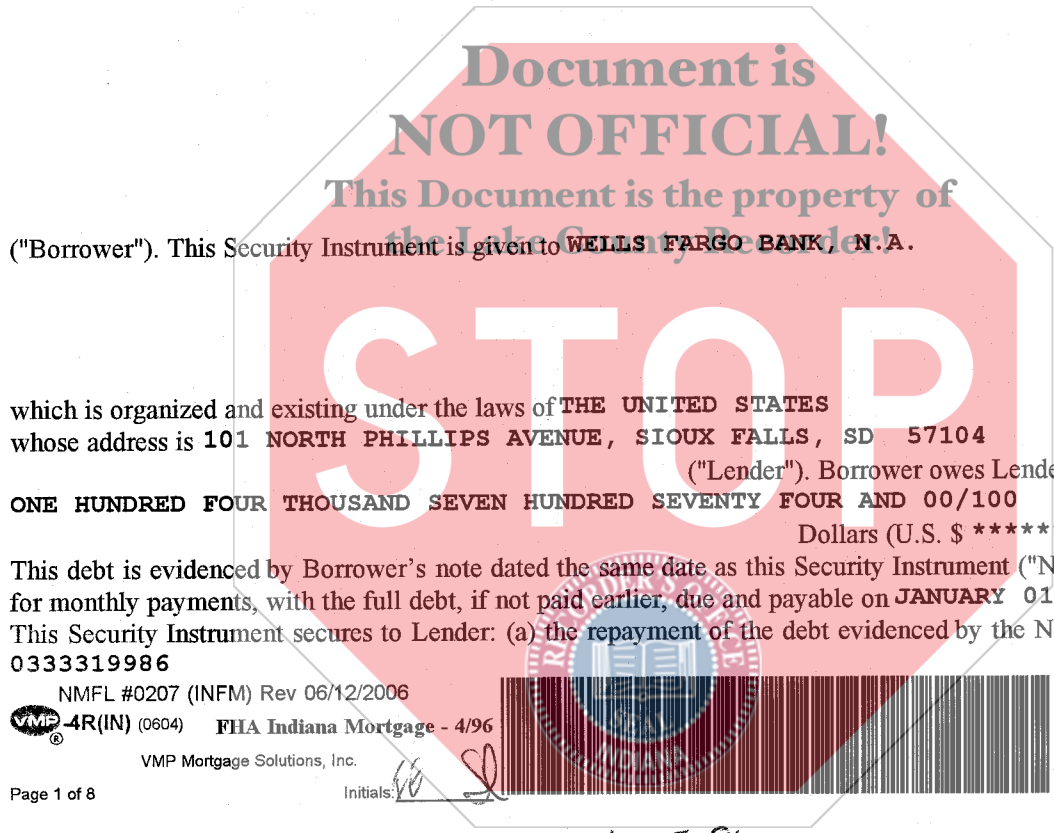 Document is
NOT OFFICIAL!
This Document is the property of
the Lake County Recorder!
("Borrower"). This Security Instrument is given to WELLS FARGO BANK, N.A.
STOP
which is organized and existing under the laws of THE UNITED STATES
whose address is 101 NORTH PHILLIPS AVENUE, SIOUX FALLS, SD 57104
("Lender"). Borrower owes Lende
ONE HUNDRED FOUR THOUSAND SEVEN HUNDRED SEVENTY FOUR AND 00/100
Dollars (U.S. $ *****
This debt is evidenced by Borrower's note dated the same date as this Security Instrument ("N
for monthly payments, with the full debt, if not paid earlier, due and payable on JANUARY 01
This Security Instrument secures to Lender: (a) the repayment of the debt evidenced by the N
0333319986
NMFL #0207 (INFM) Rev 06/12/2006
VMP ® -4R(IN) (0604) FHA Indiana Mortgage - 4/96
VMP Mortgage Solutions, Inc.
Page 1 of 8 Initials:
SEAL
INDIANA